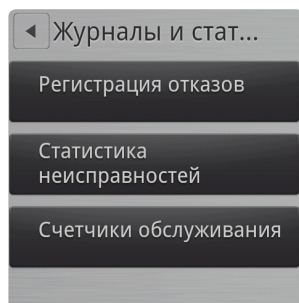 Журналы и стат...
Регистрация отказов
Статистика
неисправностей
Счетчики обслуживания